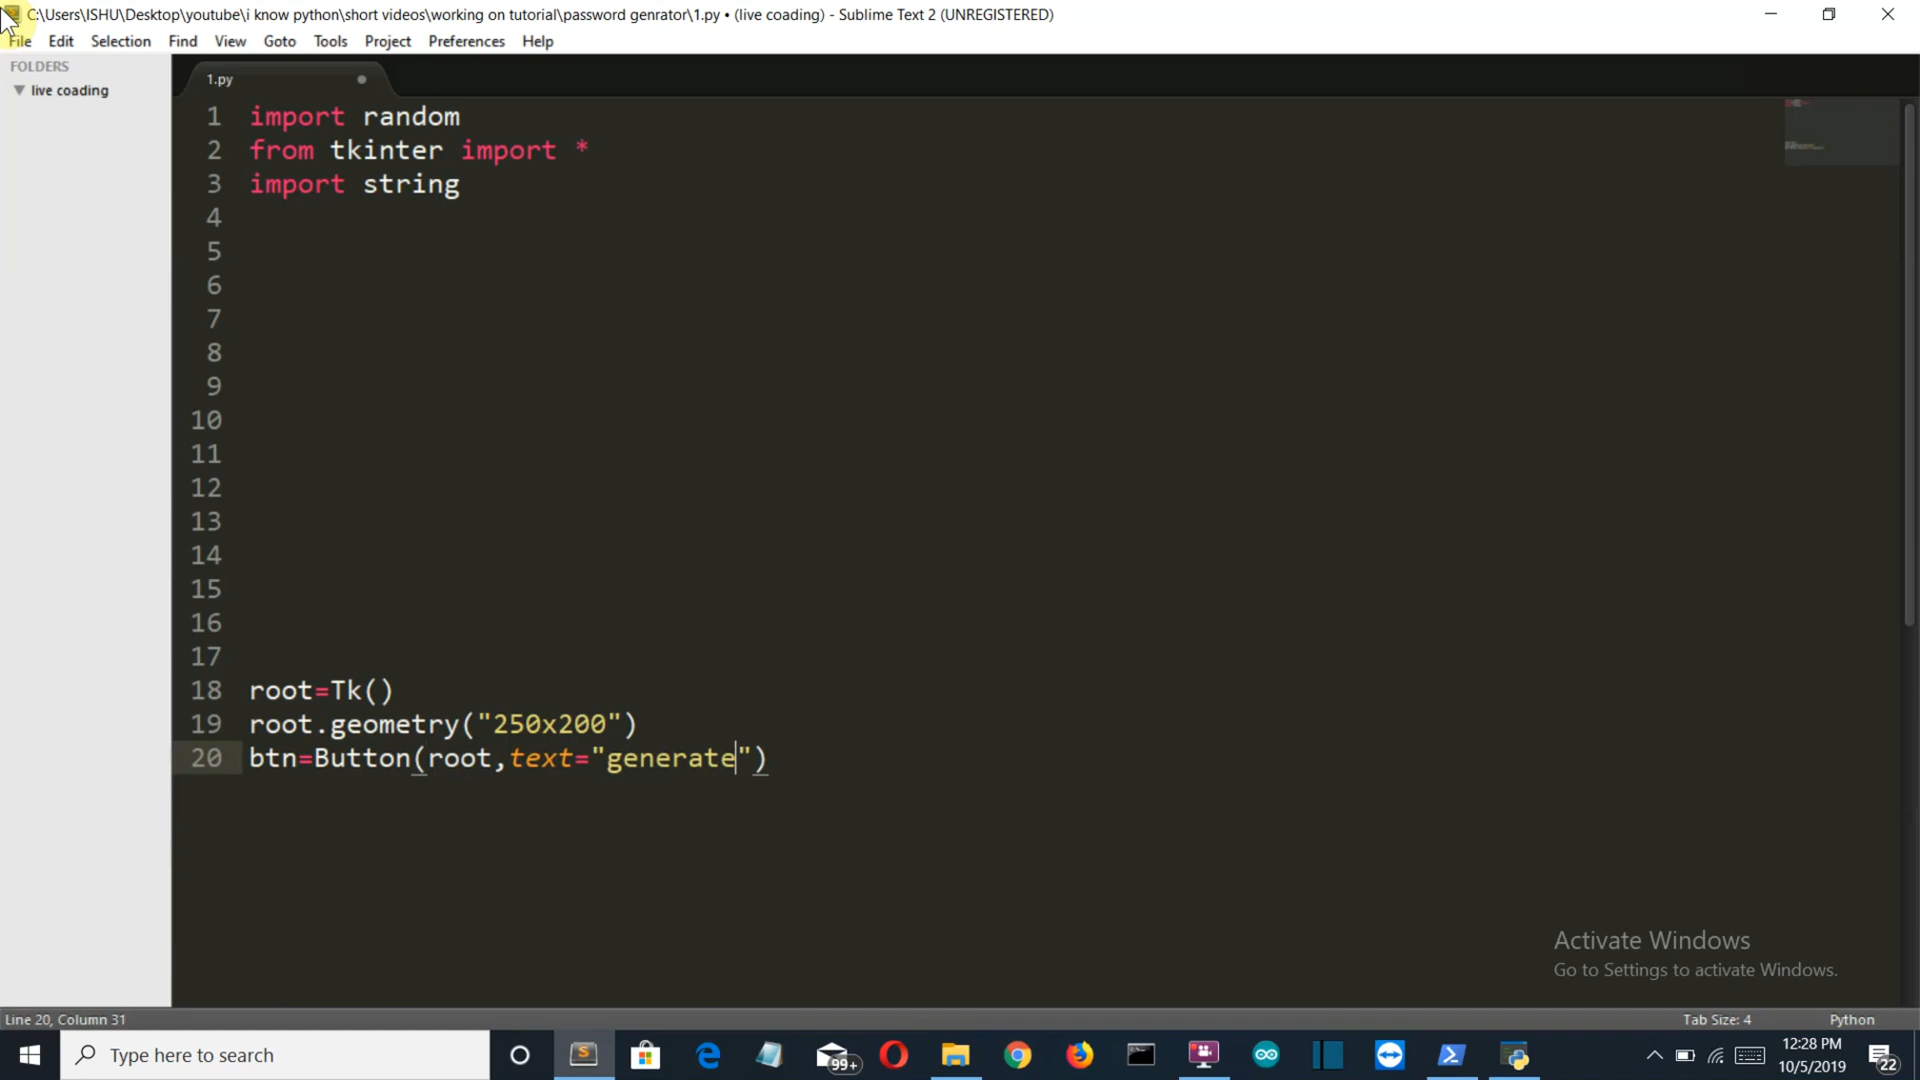 C:\Users\ISHU\Desktop\youtube\i know python\short videos\working on tutorial\password genrator\1.py • (live coading) - Sublime Text 2 (UNREGISTERED)
File Edit Selection Find View Goto Tools Project Preferences Help
FOLDERS
live coading
1.py
1 import random
2 from tkinter import *
3 import string
4
5
6
7
8
9
10
11
12
13
14
15
16
17
18 root=Tk()
19 root.geometry("250x200")
20 btn=Button(root,text="generate")
Activate Windows
Go to Settings to activate Windows.
Line 20, Column 31 Tab Size: 4 Python
Type here to search 99+ 12:28 PM
10/5/2019 22